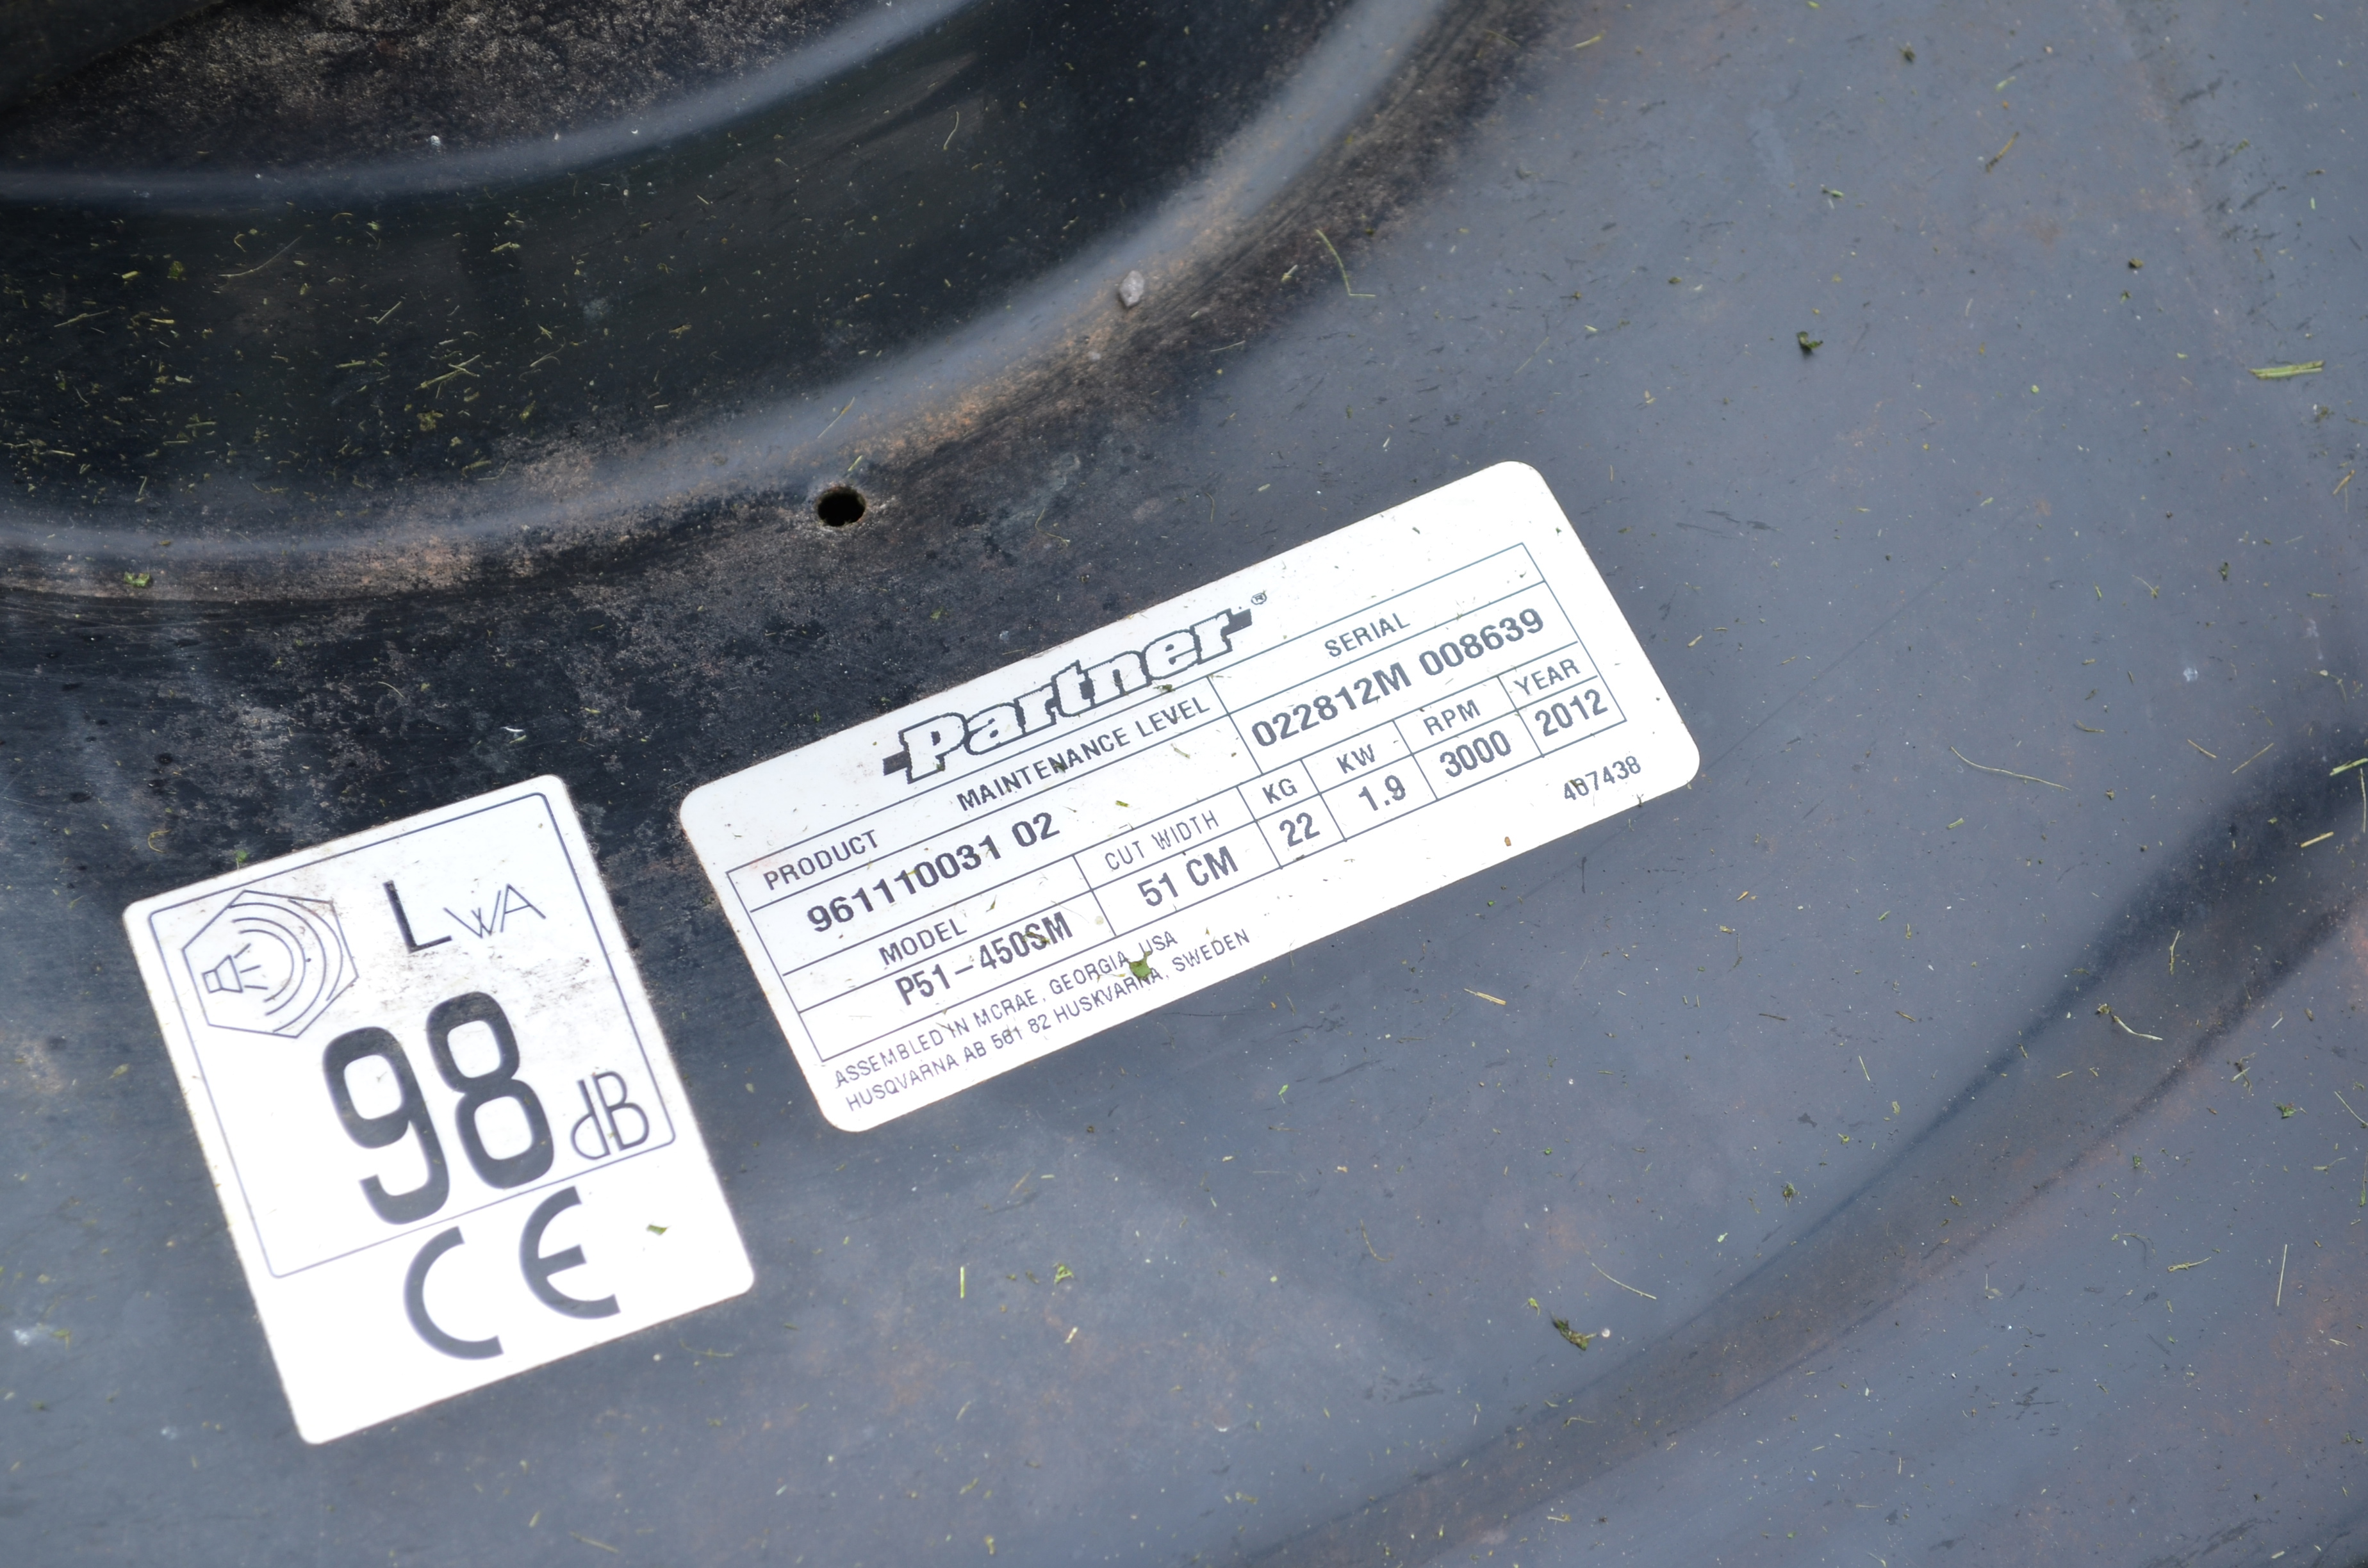 LWA
98 dB
CE
Partner®
MAINTENANCE LEVEL
SERIAL
PRODUCT
022812M 008639
961110031 02
MODEL CUT WIDTH KG KW RPM YEAR
P51-450SM 51 CM 22 1.9 3000 2012
ASSEMBLED IN MCRAE, GEORGIA USA
HUSQVARNA AB 561 82 HUSKVARNA, SWEDEN
487438